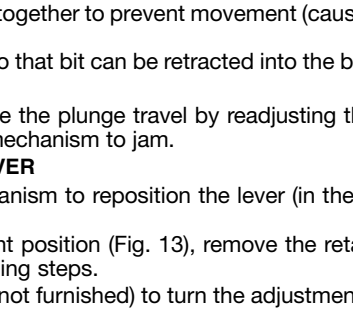 together to prevent movement (caus
o that bit can be retracted into the b
e the plunge travel by readjusting th
mechanism to jam.
VER
anism to reposition the lever (in the
nt position (Fig. 13), remove the reta
ing steps.
not furnished) to turn the adjustmen